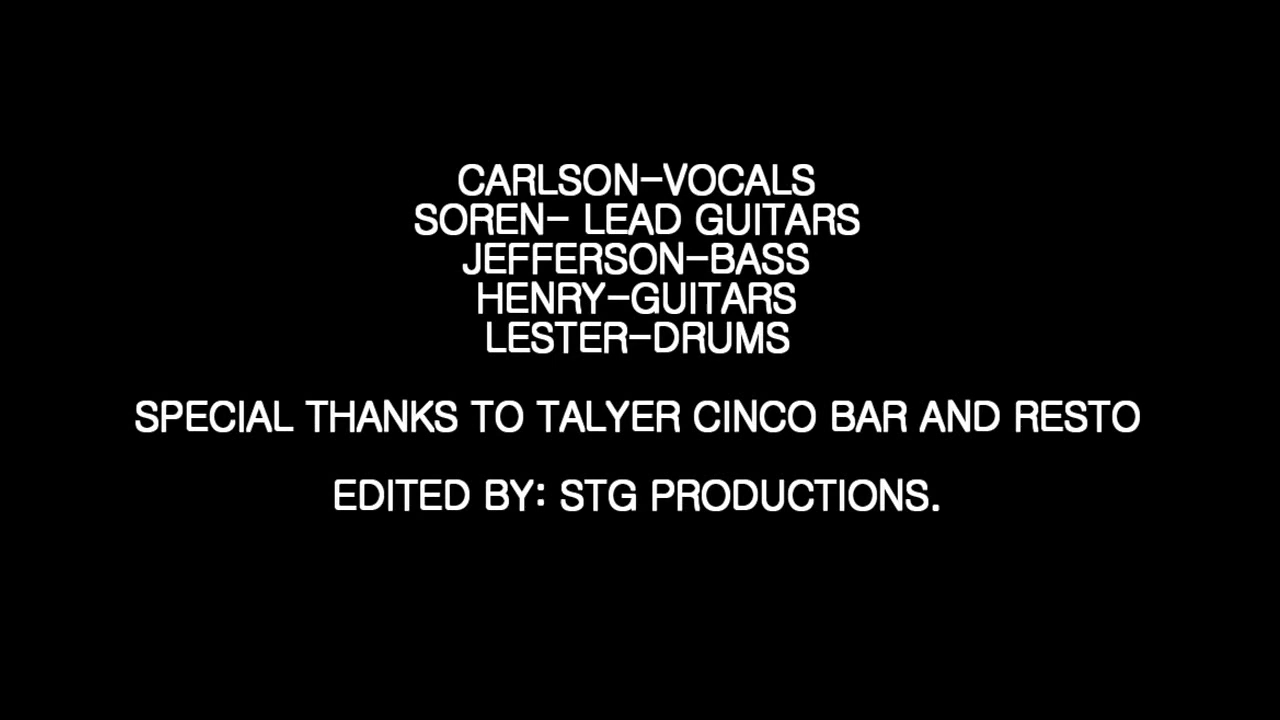 CARLSON-VOCALS
SOREN- LEAD GUITARS
JEFFERSON-BASS
HENRY-GUITARS
LESTER-DRUMS
SPECIAL THANKS TO TALYER CINCO BAR AND RESTO
EDITED BY: STG PRODUCTIONS.